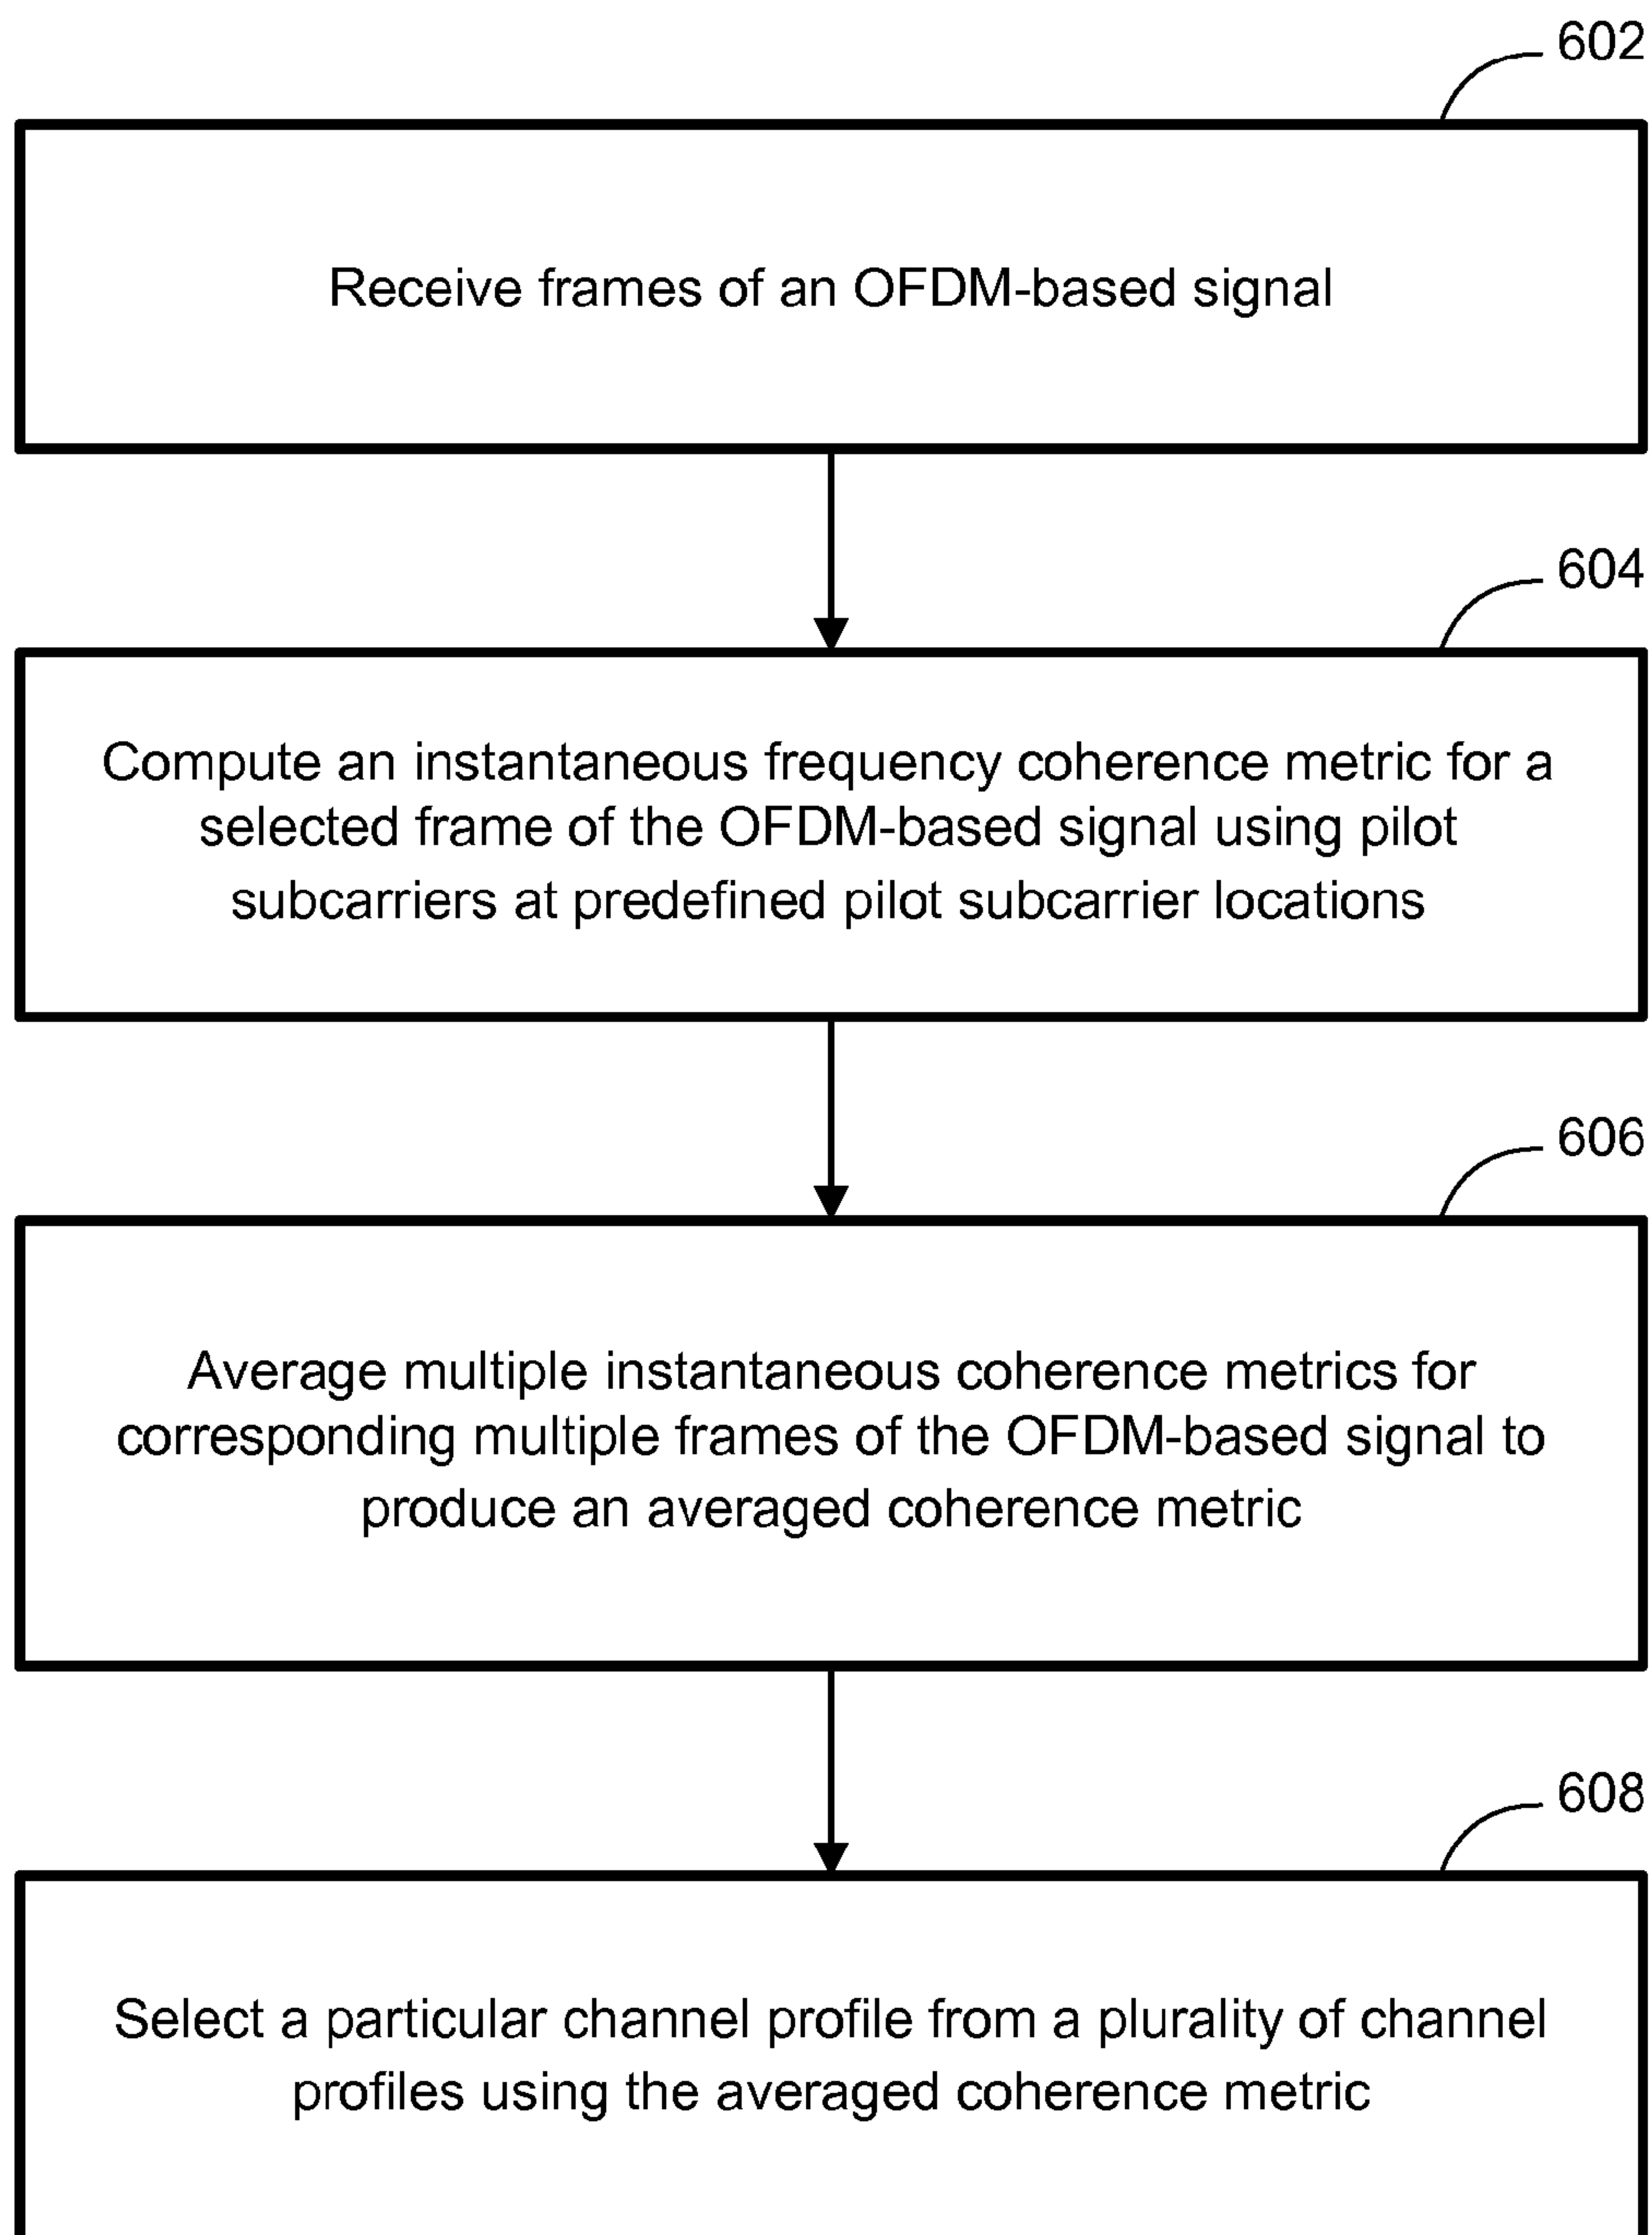 602
Receive frames of an OFDM-based signal
604
Compute an instantaneous frequency coherence metric for a
selected frame of the OFDM-based signal using pilot
subcarriers at predefined pilot subcarrier locations
606
Average multiple instantaneous coherence metrics for
corresponding multiple frames of the OFDM-based signal to
produce an averaged coherence metric
608
Select a particular channel profile from a plurality of channel
profiles using the averaged coherence metric